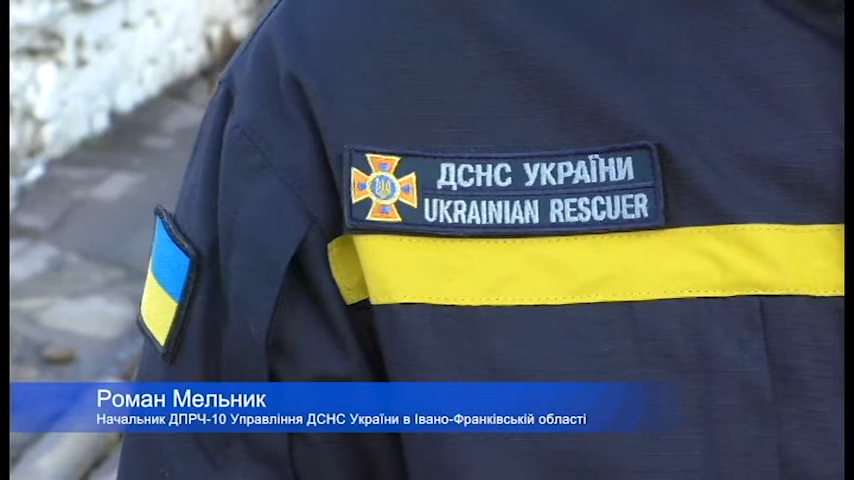 ДСНС УКРАЇНИ
UKRAINIAN RESCUER
Роман Мельник
Начальник ДПРЧ-10 Управління ДСНС України в Івано-Франківській області